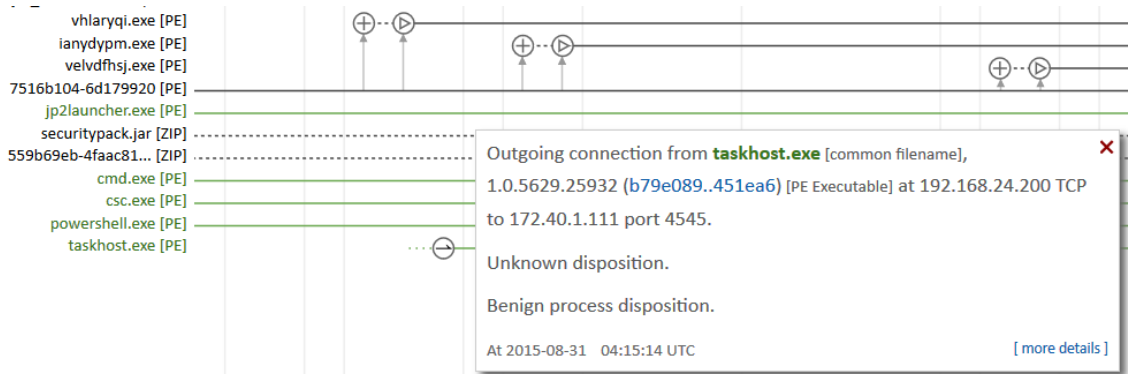 vhlaryqi.exe [PE]
ianydypm.exe [PE]
velvdfhsj.exe [PE]
7516b104-6d179920 [PE]
jp2launcher.exe [PE]
securitypack.jar [ZIP]
559b69eb-4faac81... [ZIP]
cmd.exe [PE]
csc.exe [PE]
powershell.exe [PE]
taskhost.exe [PE]
Outgoing connection from taskhost.exe [common filename],
1.0.5629.25932 (b79e089..451ea6) [PE Executable] at 192.168.24.200 TCP
to 172.40.1.111 port 4545.
Unknown disposition.
Benign process disposition.
At 2015-08-31 04:15:14 UTC
[ more details ]